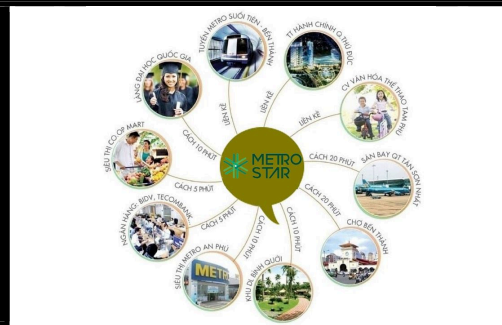 TUYẾN METRO SUỐI TIÊN - BẾN THÀNH
LIỀN KỀ
TT HÀNH CHÍNH Q THỦ ĐỨC
LIỀN KỀ
CV VĂN HÓA THỂ THAO TAM PHÚ
LIỀN KỀ
SÂN BAY QT TÂN SƠN NHẤT
CÁCH 20 PHÚT
CHỢ BẾN THÀNH
CÁCH 20 PHÚT
KHU DL BÌNH QUỚI
CÁCH 10 PHÚT
SIÊU THỊ METRO AN PHÚ
CÁCH 10 PHÚT
METRO
NGÂN HÀNG: BIDV, TECOMBANK
CÁCH 5 PHÚT
SIÊU THỊ CO.OP MART
CÁCH 5 PHÚT
LÀNG ĐẠI HỌC QUỐC GIA
CÁCH 10 PHÚT
METRO
STAR